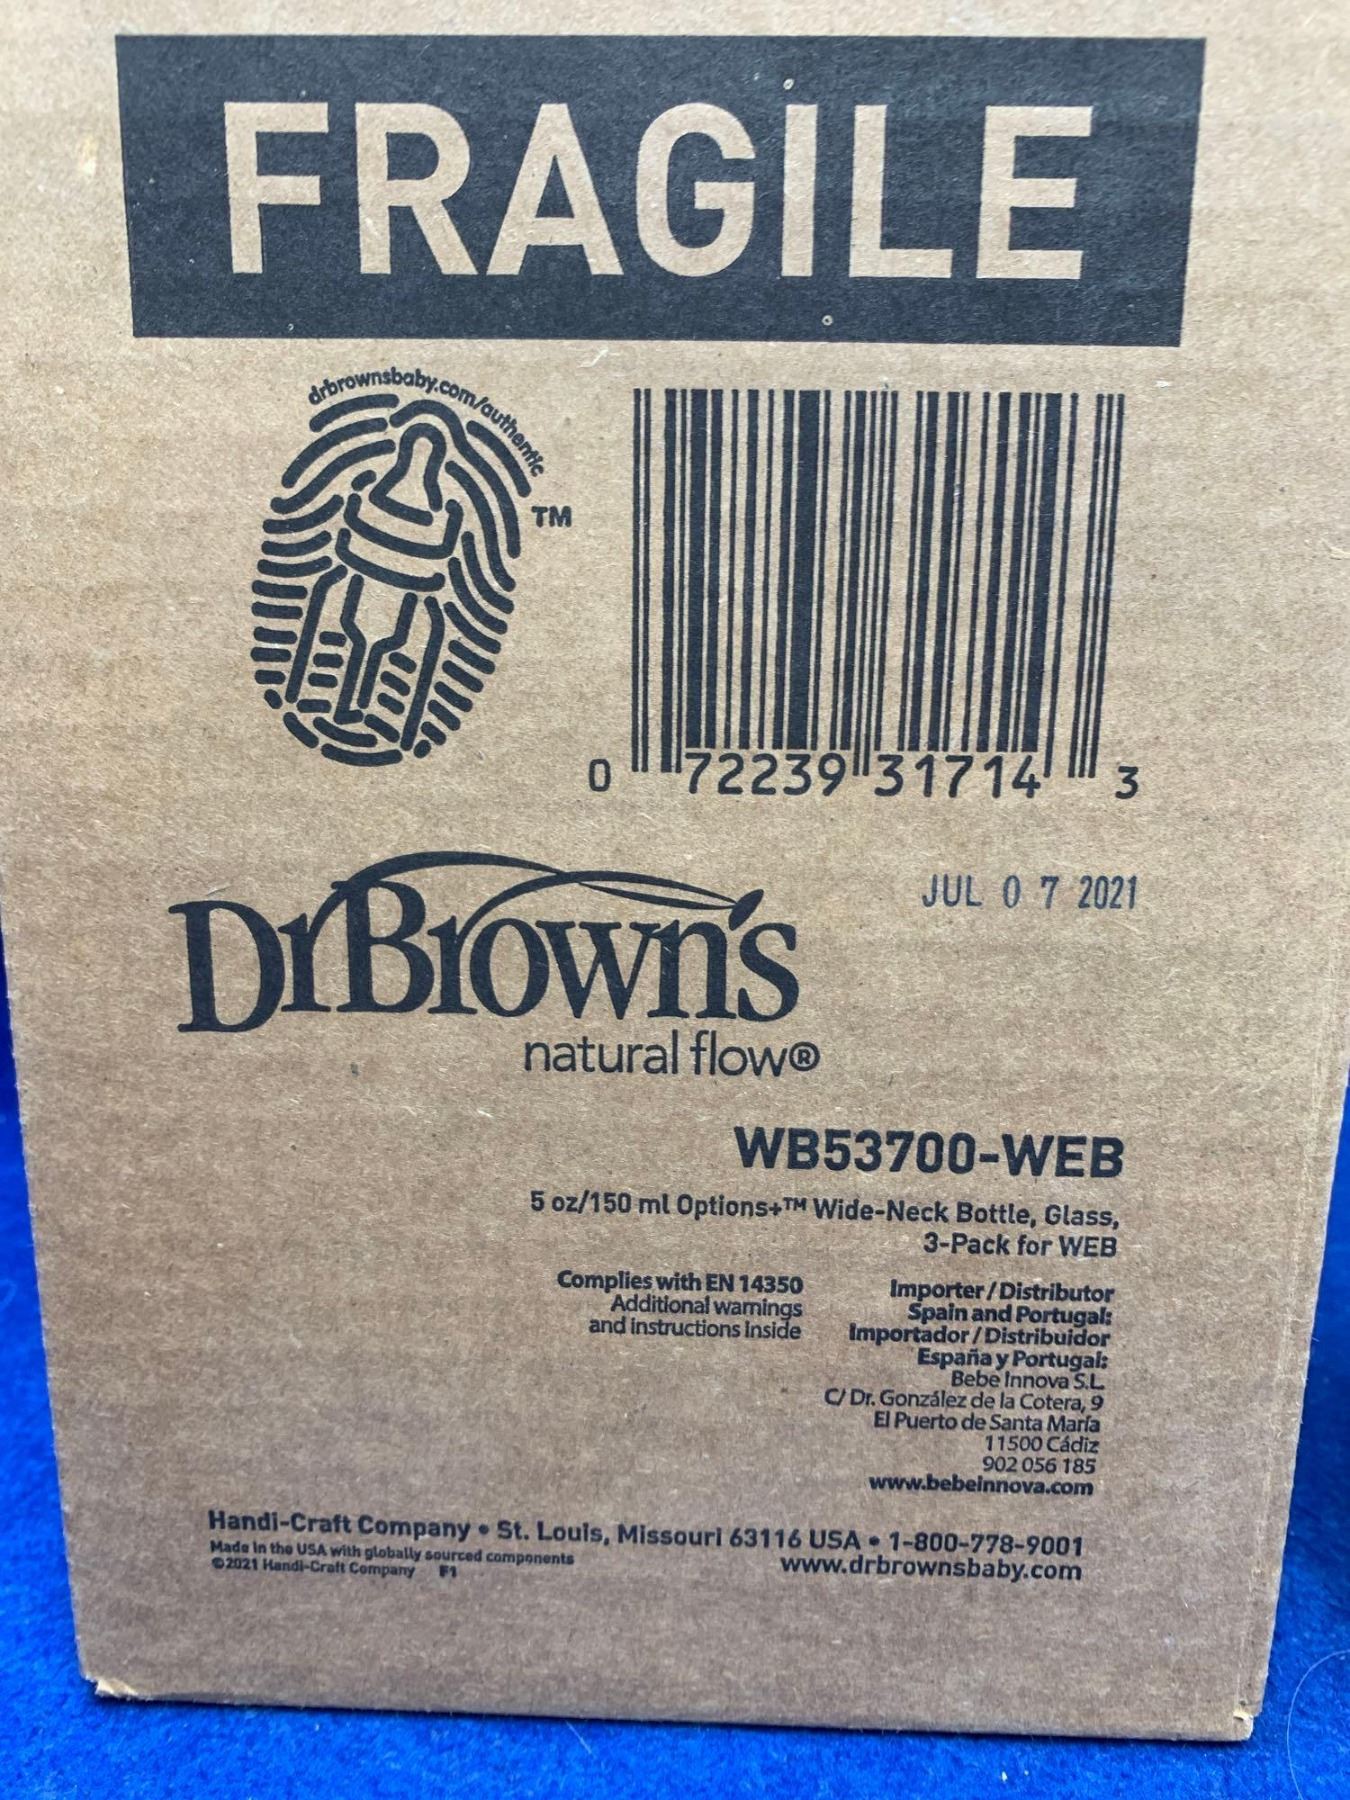 FRAGILE
drbrownsbaby.com/authentic
TM
0 72239 31714 3
JUL 07 2021
Dr Brown's
natural flow®
WB53700-WEB
5 oz/150 ml Options+™ Wide-Neck Bottle, Glass,
3-Pack for WEB
Complies with EN 14350
Additional warnings
and instructions inside
Importer / Distributor
Spain and Portugal:
Importador / Distribuidor
España y Portugal:
Bebe Innova S.L.
C/ Dr. González de la Cotera, 9
El Puerto de Santa María
11500 Cádiz
902 056 185
www.bebeinnova.com
Handi-Craft Company • St. Louis, Missouri 63116 USA • 1-800-778-9001
Made in the USA with globally sourced components
www.drbrownsbaby.com
©2021 Handi-Craft Company F1